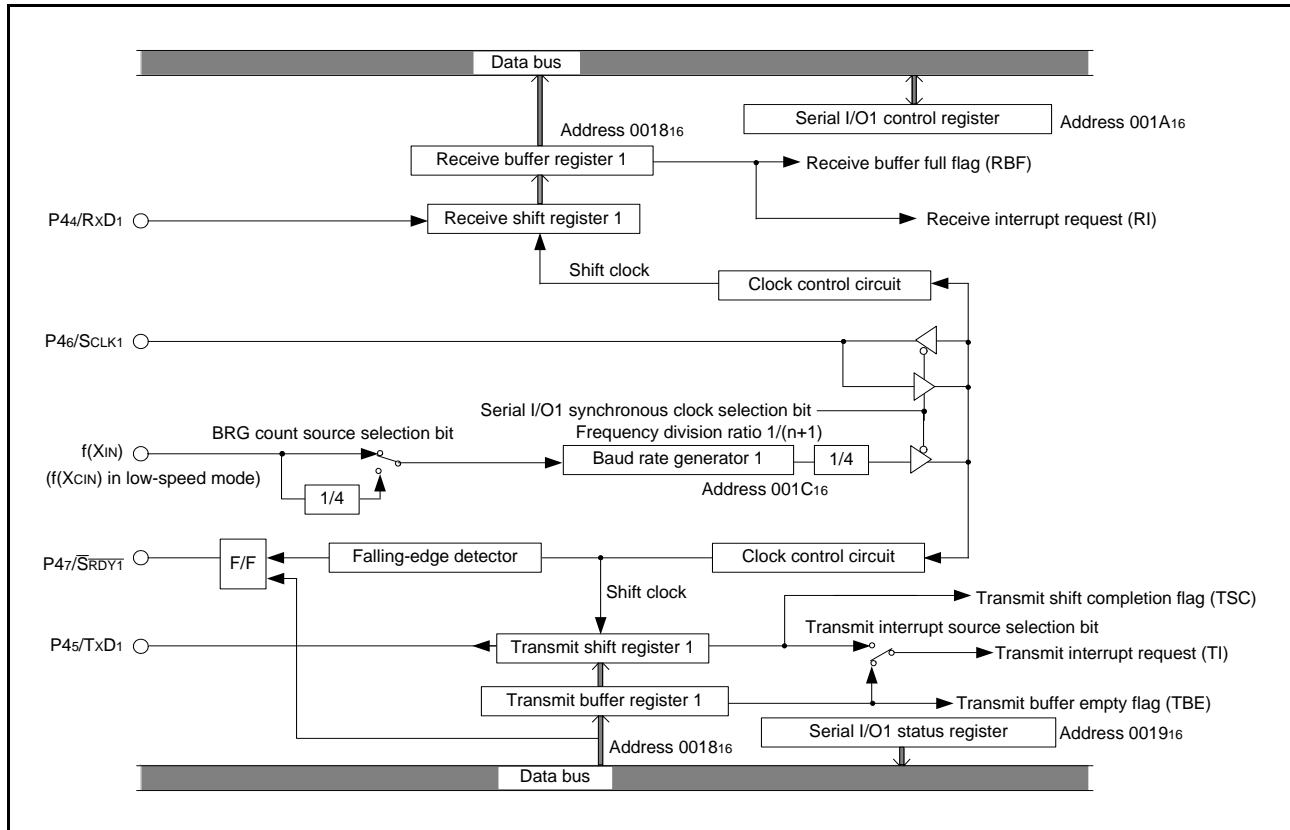 Data bus
Serial I/O1 control register
Address 001A16
Address 001816
Receive buffer register 1
Receive buffer full flag (RBF)
P44/RXD1
Receive shift register 1
Receive interrupt request (RI)
Shift clock
Clock control circuit
P46/SCLK1
Serial I/O1 synchronous clock selection bit
BRG count source selection bit
Frequency division ratio 1/(n+1)
f(XIN)
Baud rate generator 1
1/4
(f(XCIN) in low-speed mode)
1/4
Address 001C16
P47/S̅R̅D̅Y̅1̅
F/F
Falling-edge detector
Clock control circuit
Shift clock
Transmit shift completion flag (TSC)
Transmit interrupt source selection bit
P45/TXD1
Transmit shift register 1
Transmit interrupt request (TI)
Transmit buffer register 1
Transmit buffer empty flag (TBE)
Serial I/O1 status register
Address 001916
Address 001816
Data bus